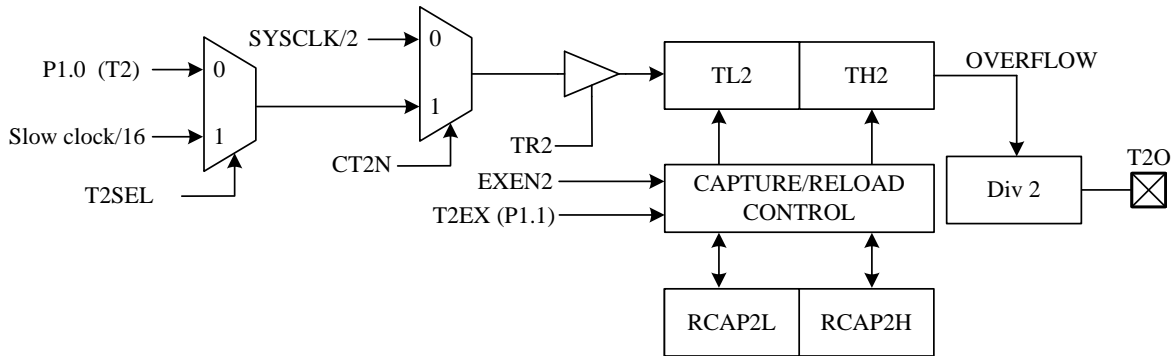 SYSCLK/2
0
P1.0 (T2)
0
1
Slow clock/16
1
T2SEL
CT2N
TR2
TL2
TH2
OVERFLOW
EXEN2
T2EX (P1.1)
CAPTURE/RELOAD
CONTROL
Div 2
T2O
RCAP2L
RCAP2H